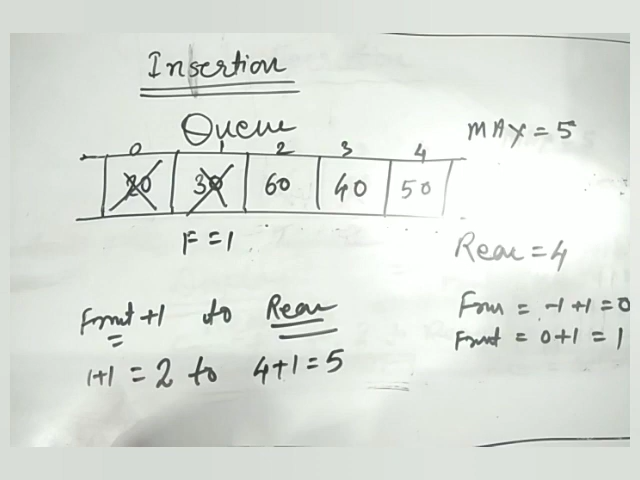 Insertion
Queue
MAX = 5
0 1 2 3 4
20 30 60 40 50
F = 1
Rear = 4
Front +1 to Rear
Fron = -1 +1 = 0
Front = 0+1 = 1
1+1 = 2 to 4+1 = 5